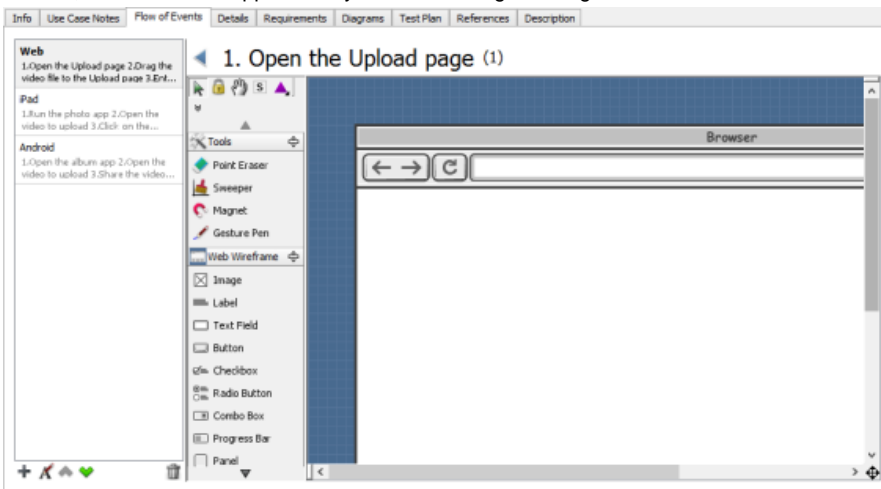 Info Use Case Notes Flow of Events Details Requirements Diagrams Test Plan References Description
Web
1.Open the Upload page 2.Drag the
video file to the Upload page 3.Ent...
iPad
1.Run the photo app 2.Open the
video to upload 3.Click on the...
Android
1.Open the album app 2.Open the
video to upload 3.Share the video...
1. Open the Upload page (1)
S A
Tools
Point Eraser
Sweeper
Magnet
Gesture Pen
Web Wireframe
Image
Label
Text Field
Button
Checkbox
Radio Button
Combo Box
Progress Bar
Panel
Browser